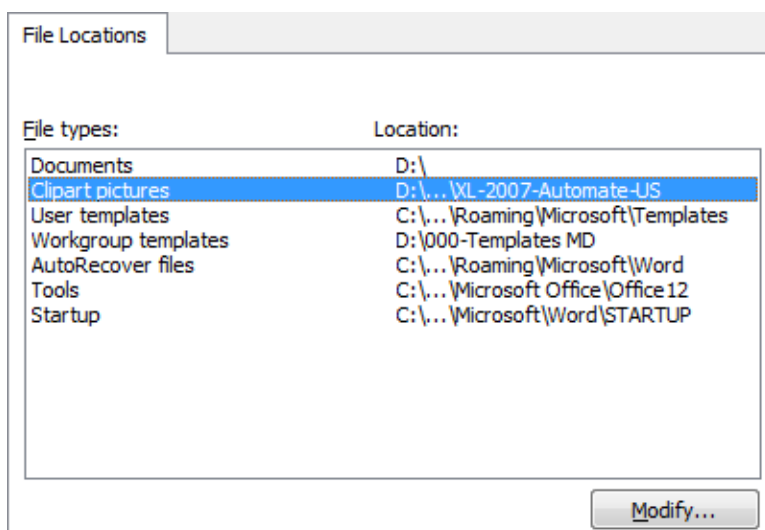 File Locations
File types: Location:
Documents D:\
Clipart pictures D:\...\XL-2007-Automate-US
User templates C:\...\Roaming\Microsoft\Templates
Workgroup templates D:\000-Templates MD
AutoRecover files C:\...\Roaming\Microsoft\Word
Tools C:\...\Microsoft Office\Office12
Startup C:\...\Microsoft\Word\STARTUP
Modify...